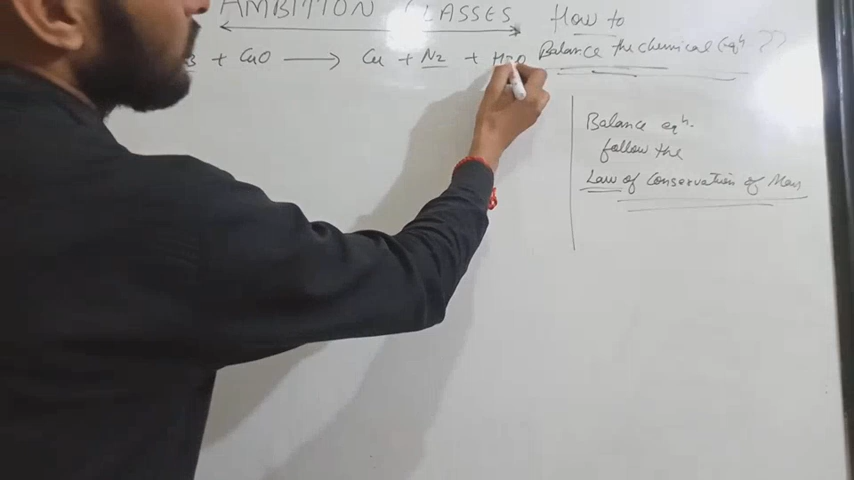 AMBITION CLASSES
How to
Balance the chemical eqⁿ ??
3 + CuO ⟶ Cu + N2 + H2O
Balance eqⁿ.
follow the
Law of Conservation of Mass